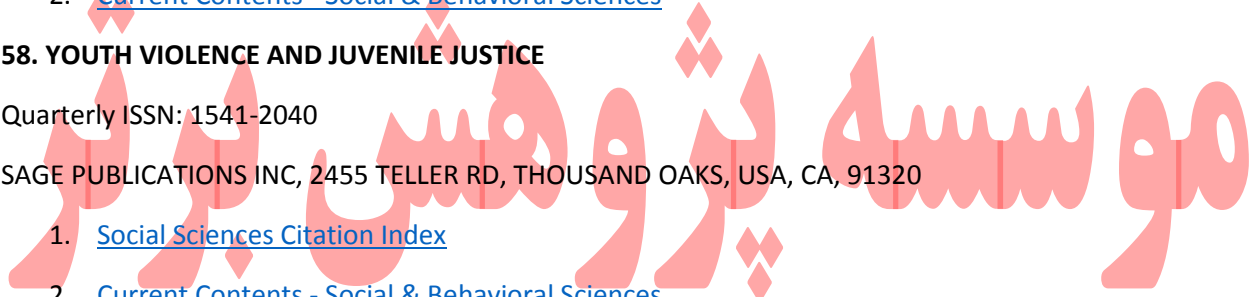 2. Current Contents - Social & Behavioral Sciences
58. YOUTH VIOLENCE AND JUVENILE JUSTICE
Quarterly ISSN: 1541-2040
SAGE PUBLICATIONS INC, 2455 TELLER RD, THOUSAND OAKS, USA, CA, 91320
موسسه پژوهش برتر
1. Social Sciences Citation Index
2. Current Contents - Social & Behavioral Sciences